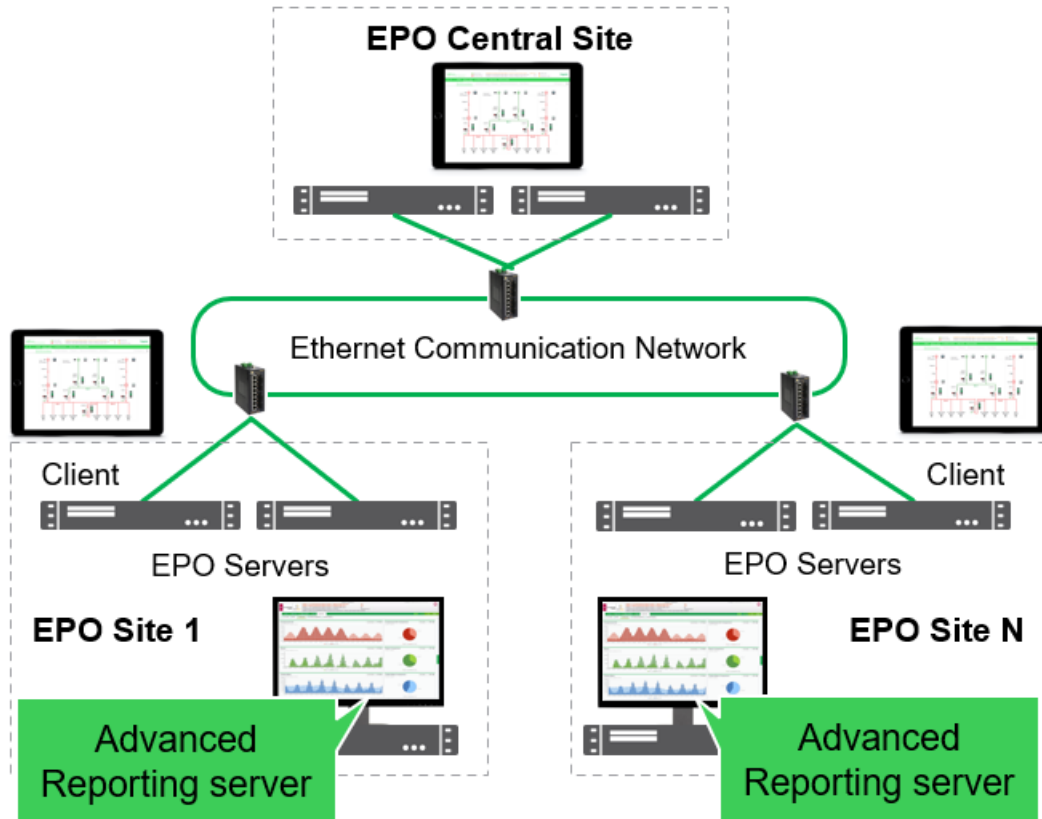 EPO Central Site
Ethernet Communication Network
Client
EPO Servers
EPO Site 1
Advanced
Reporting server
Client
EPO Servers
EPO Site N
Advanced
Reporting server